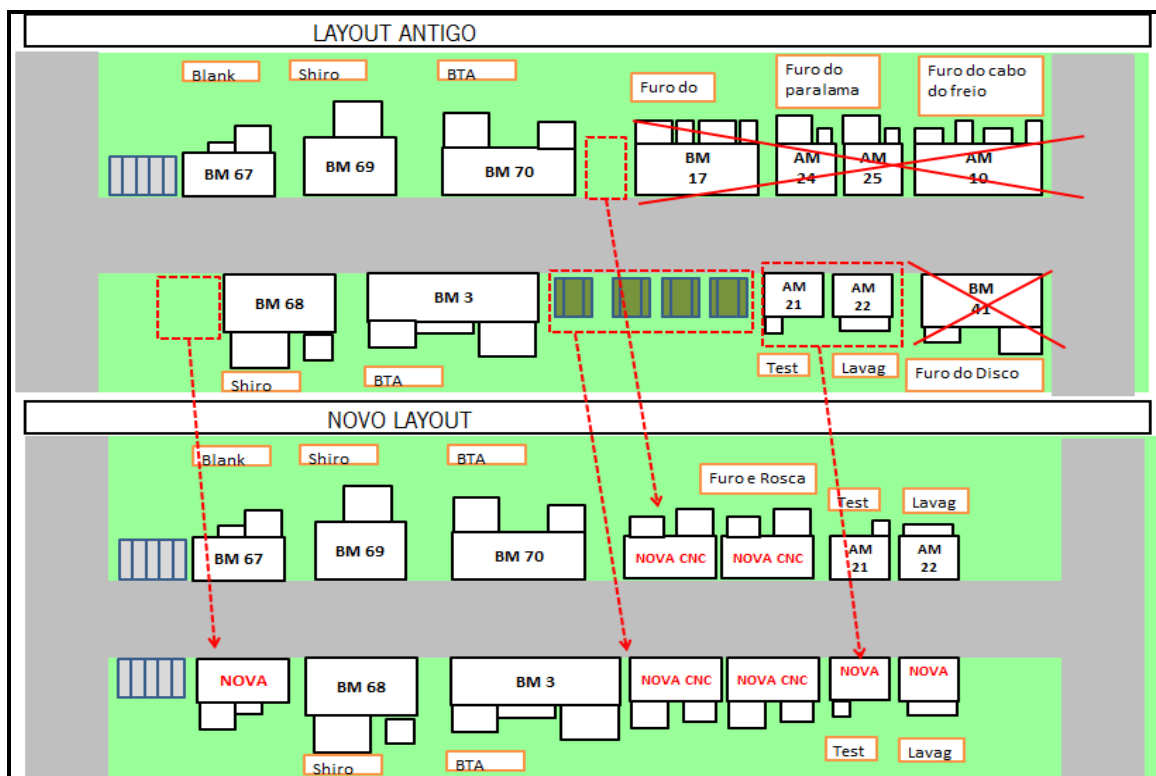 LAYOUT ANTIGO
Blank
Shiro
BTA
Furo do
Furo do
paralama
Furo do cabo
do freio
BM 67
BM 69
BM 70
BM
17
AM
24
AM
25
AM
10
BM 68
BM 3
AM
21
AM
22
BM
41
Shiro
BTA
Test
Lavag
Furo do Disco
NOVO LAYOUT
Blank
Shiro
BTA
Furo e Rosca
Test
Lavag
BM 67
BM 69
BM 70
NOVA CNC
NOVA CNC
AM
21
AM
22
NOVA
BM 68
BM 3
NOVA CNC
NOVA CNC
NOVA
NOVA
Shiro
BTA
Test
Lavag